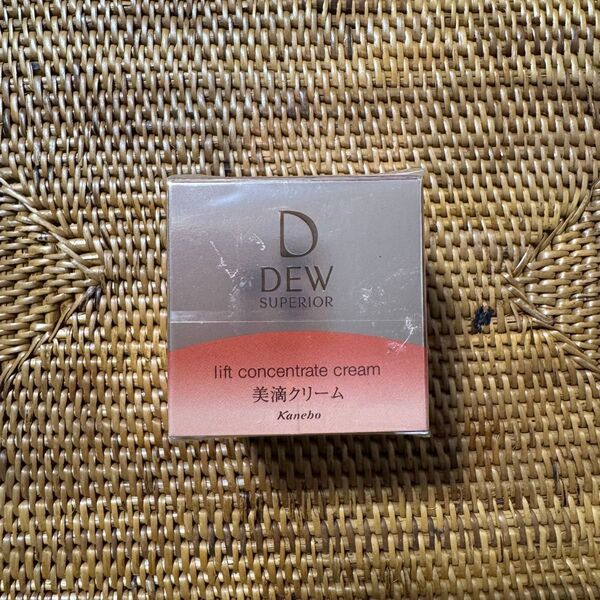 D
DEW
SUPERIOR
lift concentrate cream
美滴クリーム
Kanebo